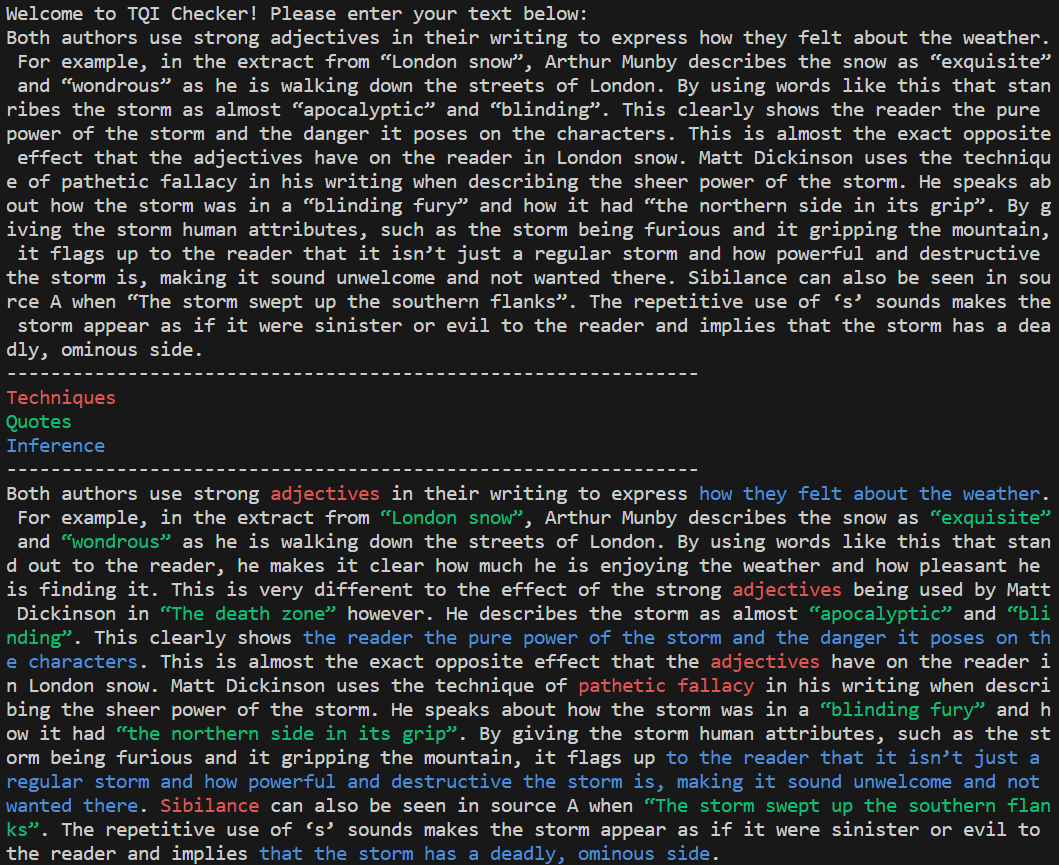 Welcome to TQI Checker! Please enter your text below:
Both authors use strong adjectives in their writing to express how they felt about the weather.
 For example, in the extract from “London snow”, Arthur Munby describes the snow as “exquisite”
 and “wondrous” as he is walking down the streets of London. By using words like this that stan
ribes the storm as almost “apocalyptic” and “blinding”. This clearly shows the reader the pure
power of the storm and the danger it poses on the characters. This is almost the exact opposite
 effect that the adjectives have on the reader in London snow. Matt Dickinson uses the techniqu
e of pathetic fallacy in his writing when describing the sheer power of the storm. He speaks ab
out how the storm was in a “blinding fury” and how it had “the northern side in its grip”. By g
iving the storm human attributes, such as the storm being furious and it gripping the mountain,
 it flags up to the reader that it isn’t just a regular storm and how powerful and destructive
the storm is, making it sound unwelcome and not wanted there. Sibilance can also be seen in sou
rce A when “The storm swept up the southern flanks”. The repetitive use of ‘s’ sounds makes the
 storm appear as if it were sinister or evil to the reader and implies that the storm has a dea
dly, ominous side.
---------------------------------------------------------------
Techniques
Quotes
Inference
---------------------------------------------------------------
Both authors use strong adjectives in their writing to express how they felt about the weather.
 For example, in the extract from “London snow”, Arthur Munby describes the snow as “exquisite”
 and “wondrous” as he is walking down the streets of London. By using words like this that stan
d out to the reader, he makes it clear how much he is enjoying the weather and how pleasant he
is finding it. This is very different to the effect of the strong adjectives being used by Matt
 Dickinson in “The death zone” however. He describes the storm as almost “apocalyptic” and “bli
nding”. This clearly shows the reader the pure power of the storm and the danger it poses on th
e characters. This is almost the exact opposite effect that the adjectives have on the reader i
n London snow. Matt Dickinson uses the technique of pathetic fallacy in his writing when descri
bing the sheer power of the storm. He speaks about how the storm was in a “blinding fury” and h
ow it had “the northern side in its grip”. By giving the storm human attributes, such as the st
orm being furious and it gripping the mountain, it flags up to the reader that it isn’t just a
regular storm and how powerful and destructive the storm is, making it sound unwelcome and not
wanted there. Sibilance can also be seen in source A when “The storm swept up the southern flan
ks”. The repetitive use of ‘s’ sounds makes the storm appear as if it were sinister or evil to
the reader and implies that the storm has a deadly, ominous side.